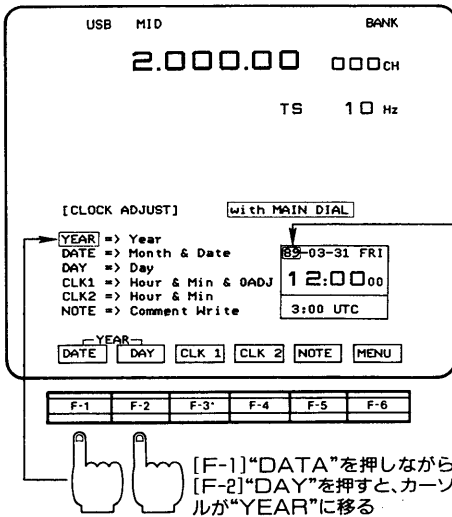 USB MID BANK
2.000.00 000CH
TS 10 Hz
[CLOCK ADJUST] with MAIN DIAL
YEAR => Year
DATE => Month & Date
DAY => Day
CLK1 => Hour & Min & 0ADJ
CLK2 => Hour & Min
NOTE => Comment Write
89-03-31 FRI
12:00 00
3:00 UTC
YEAR
DATE DAY CLK 1 CLK 2 NOTE MENU
F-1 F-2 F-3• F-4 F-5 F-6
[F-1]“DATA”を押しながら
[F-2]“DAY”を押すと、カーソ
ルが“YEAR”に移る